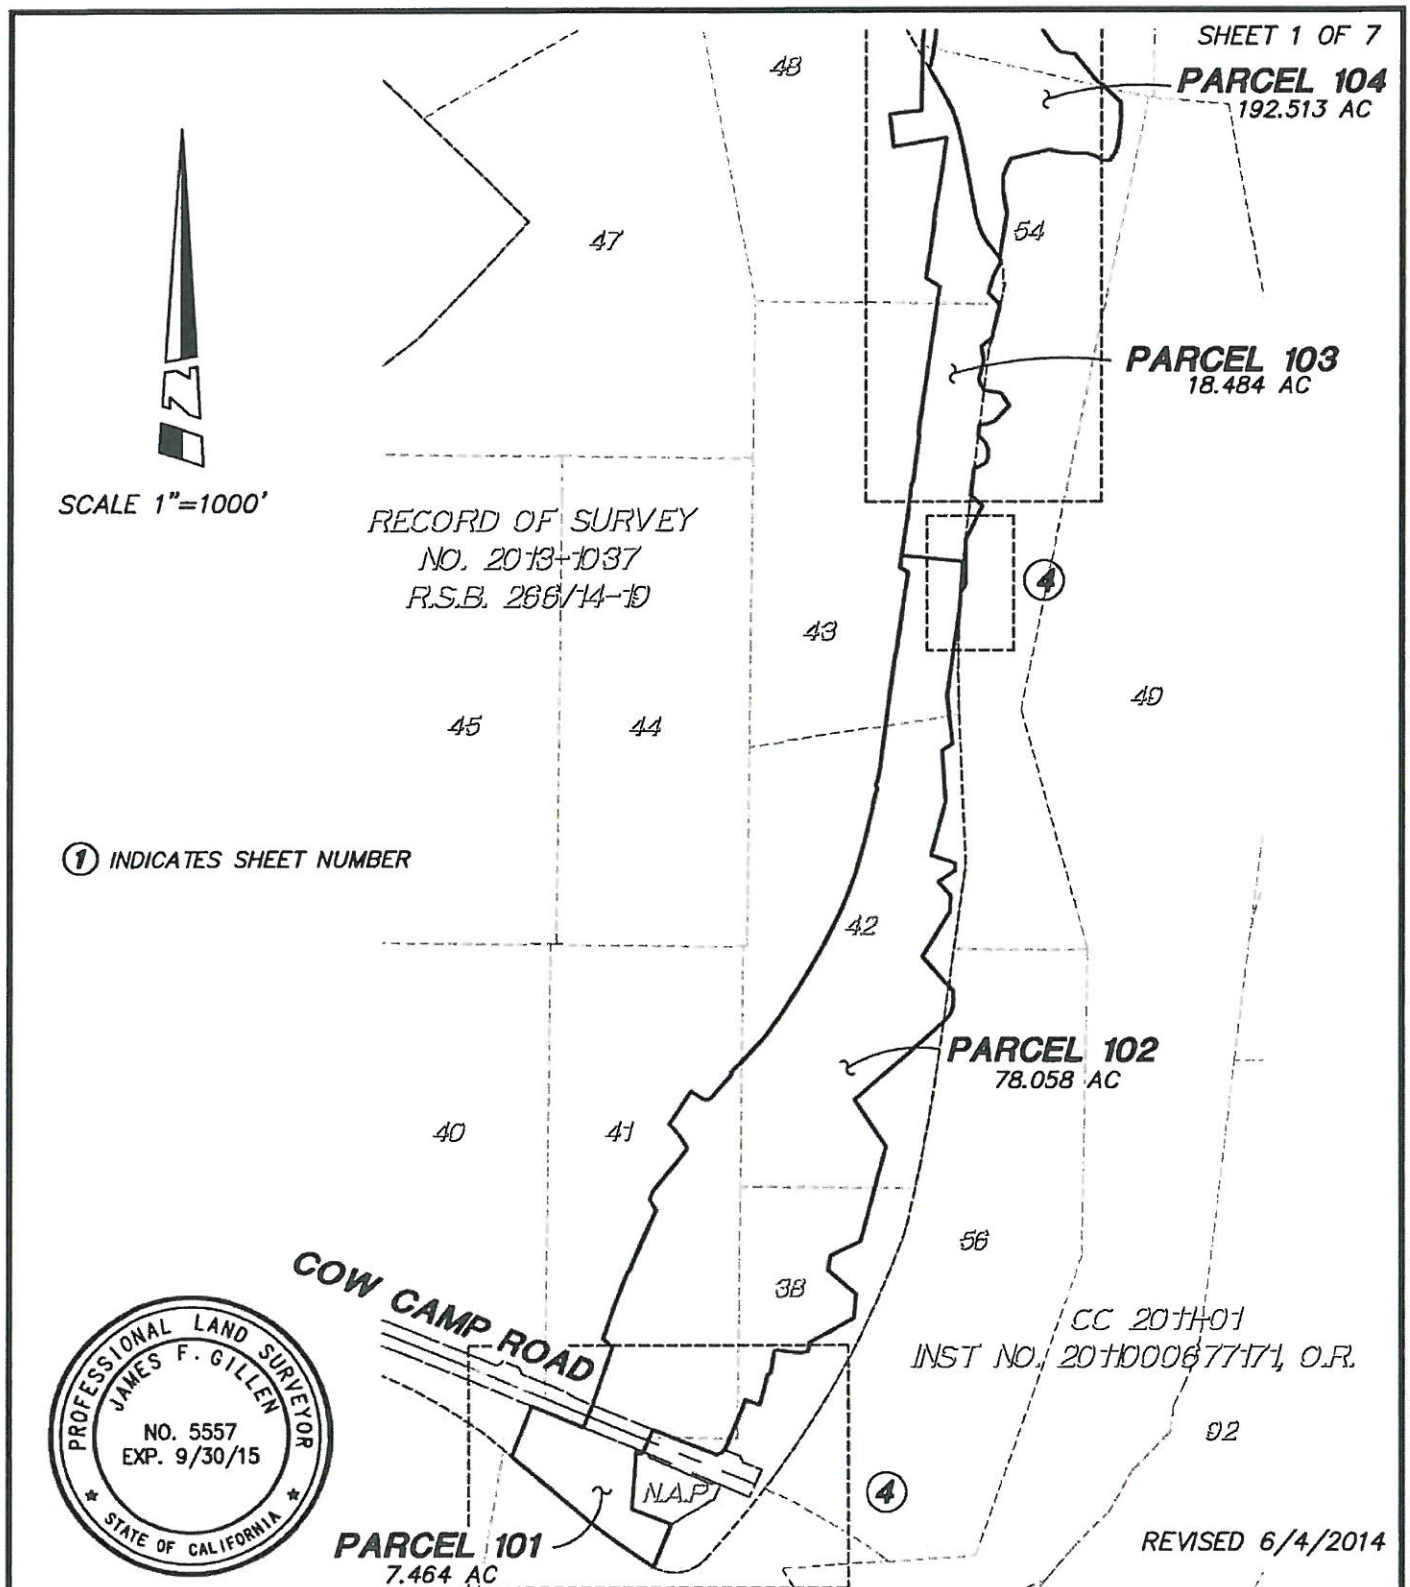 SHEET 1 OF 7
PARCEL 104
192.513 AC
48
47
54
PARCEL 103
18.484 AC
SCALE 1"=1000'
RECORD OF SURVEY
NO. 2013-1037
R.S.B. 266/14-19
4
43
49
45
44
1 INDICATES SHEET NUMBER
42
PARCEL 102
78.058 AC
40
41
56
38
COW CAMP ROAD
CC 2011-01
INST NO. 2011000677171, O.R.
92
PROFESSIONAL LAND SURVEYOR
JAMES F. GILLEN
NO. 5557
EXP. 9/30/15
STATE OF CALIFORNIA
N.A.P.
4
PARCEL 101
7.464 AC
REVISED 6/4/2014